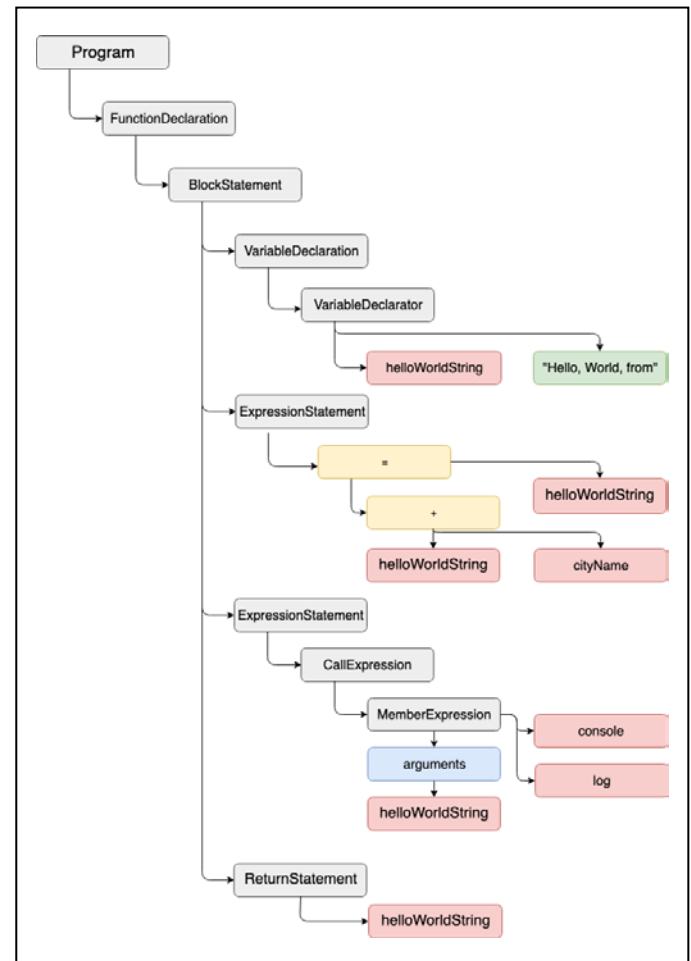 Program
FunctionDeclaration
BlockStatement
VariableDeclaration
VariableDeclarator
helloWorldString
"Hello, World, from"
ExpressionStatement
=
helloWorldString
+
helloWorldString
cityName
ExpressionStatement
CallExpression
MemberExpression
console
arguments
log
helloWorldString
ReturnStatement
helloWorldString